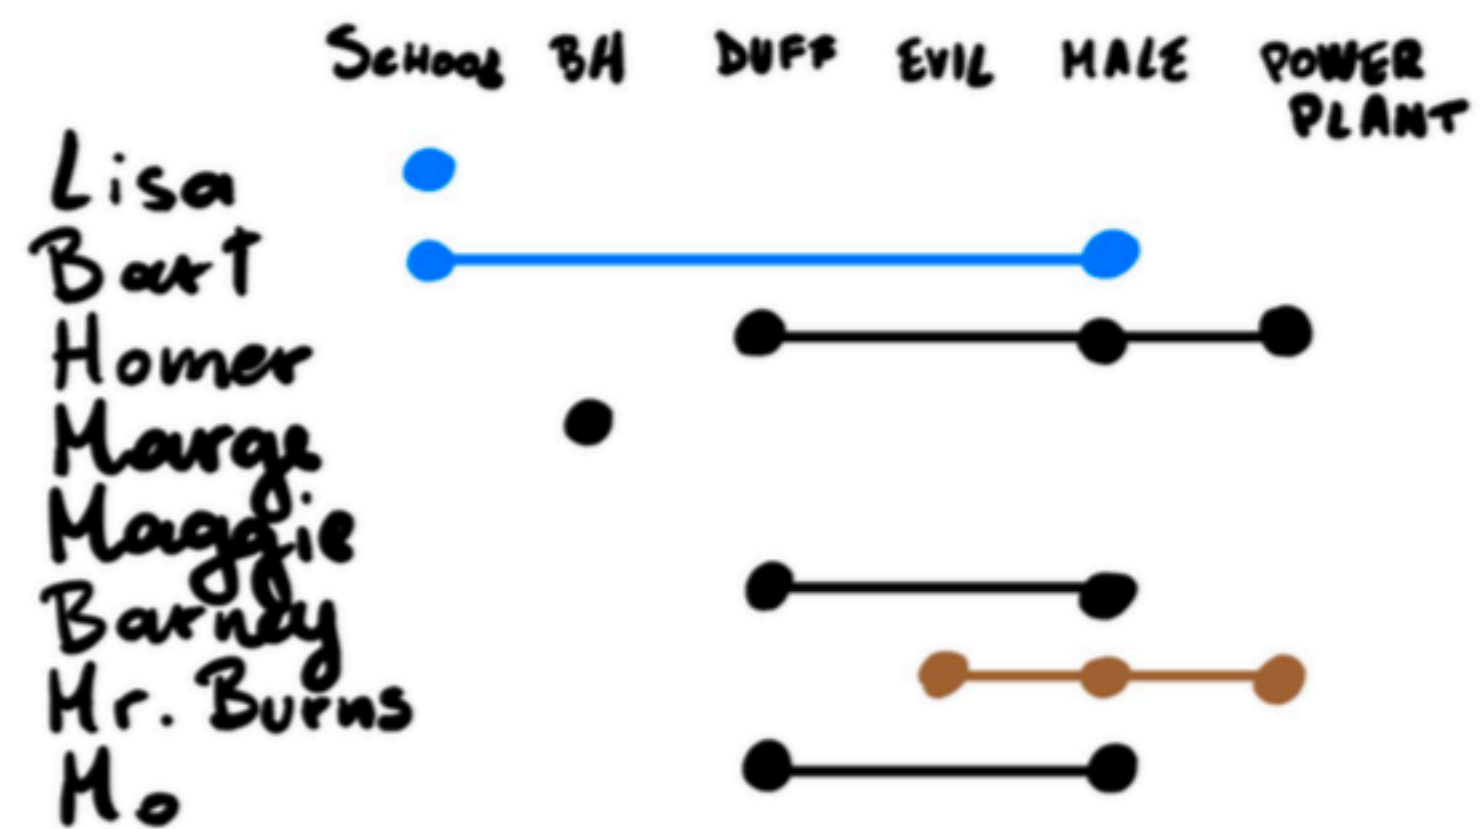 School BH DUFF EVIL MALE POWER
PLANT
Lisa
Bart
Homer
Marge
Maggie
Barney
Mr. Burns
Mo